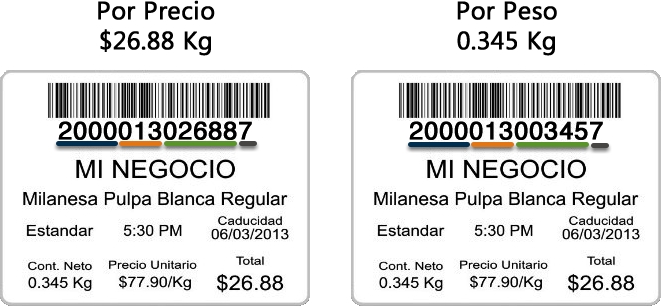 Por Precio
$26.88 Kg
2000013026887
MI NEGOCIO
Milanesa Pulpa Blanca Regular
Estandar 5:30 PM Caducidad
06/03/2013
Cont. Neto Precio Unitario Total
0.345 Kg $77.90/Kg $26.88
Por Peso
0.345 Kg
2000013003457
MI NEGOCIO
Milanesa Pulpa Blanca Regular
Estandar 5:30 PM Caducidad
06/03/2013
Cont. Neto Precio Unitario Total
0.345 Kg $77.90/Kg $26.88